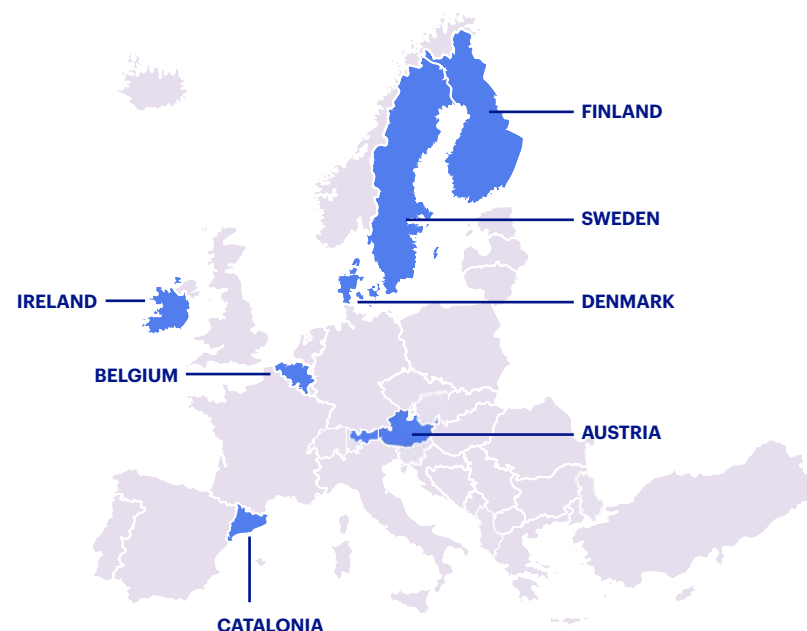 FINLAND
SWEDEN
IRELAND
DENMARK
BELGIUM
AUSTRIA
CATALONIA